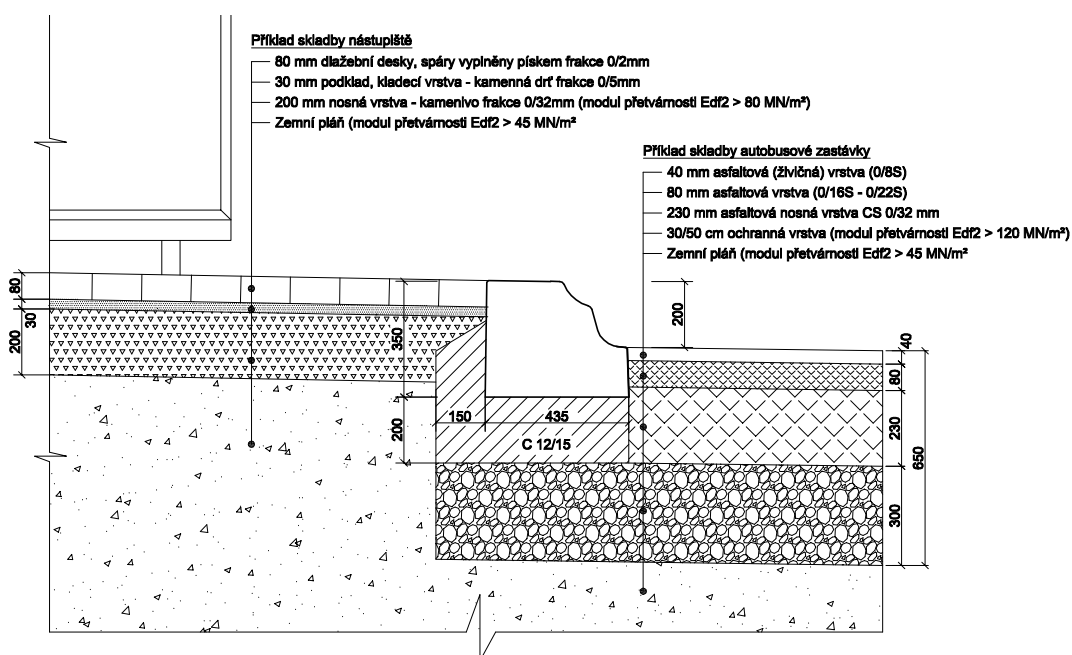 Příklad skladby nástupiště
80 mm dlažební desky, spáry vyplněny pískem frakce 0/2mm
30 mm podklad, kladecí vrstva - kamenná drť frakce 0/5mm
200 mm nosná vrstva - kamenivo frakce 0/32mm (modul přetvárnosti Edf2 > 80 MN/m²)
Zemní pláň (modul přetvárnosti Edf2 > 45 MN/m²
Příklad skladby autobusové zastávky
40 mm asfaltová (živičná) vrstva (0/8S)
80 mm asfaltová vrstva (0/16S - 0/22S)
230 mm asfaltová nosná vrstva CS 0/32 mm
30/50 cm ochranná vrstva (modul přetvárnosti Edf2 > 120 MN/m²)
Zemní pláň (modul přetvárnosti Edf2 > 45 MN/m²
80
30
200
350
200
150
435
C 12/15
200
40
80
230
300
650